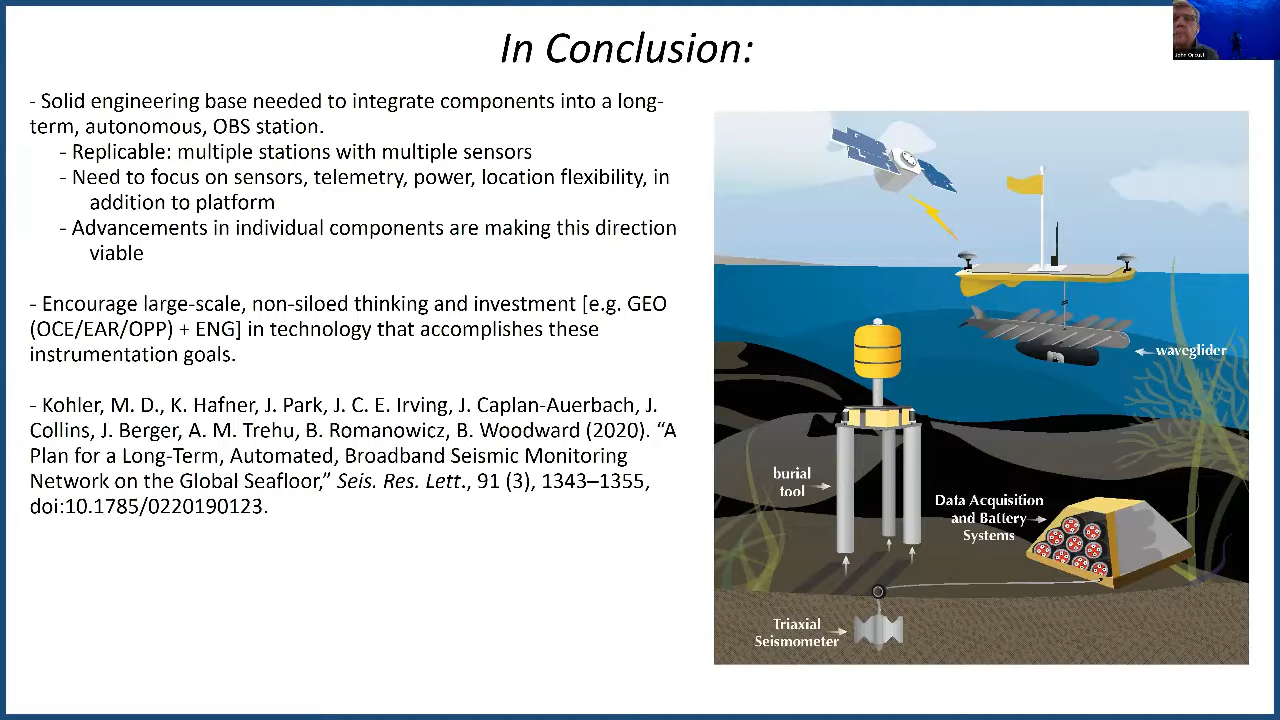 In Conclusion:
- Solid engineering base needed to integrate components into a long-
term, autonomous, OBS station.
- Replicable: multiple stations with multiple sensors
- Need to focus on sensors, telemetry, power, location flexibility, in
addition to platform
- Advancements in individual components are making this direction
viable
- Encourage large-scale, non-siloed thinking and investment [e.g. GEO
(OCE/EAR/OPP) + ENG] in technology that accomplishes these
instrumentation goals.
- Kohler, M. D., K. Hafner, J. Park, J. C. E. Irving, J. Caplan-Auerbach, J.
Collins, J. Berger, A. M. Trehu, B. Romanowicz, B. Woodward (2020). “A
Plan for a Long-Term, Automated, Broadband Seismic Monitoring
Network on the Global Seafloor,” Seis. Res. Lett., 91 (3), 1343–1355,
doi:10.1785/0220190123.
John Orcutt
waveglider
burial
tool
Data Acquisition
and Battery
Systems
Triaxial
Seismometer